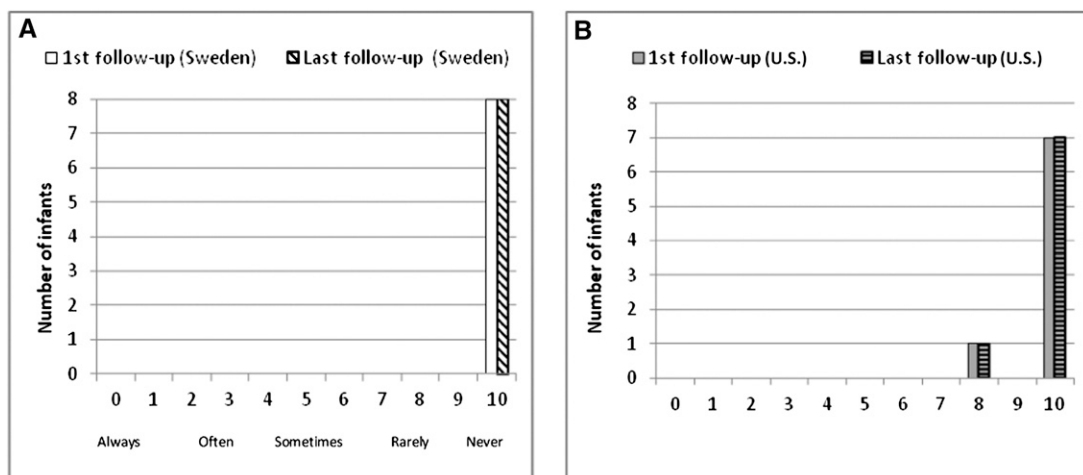 A
1st follow-up (Sweden) Last follow-up (Sweden)
8
7
6
5
4
3
2
1
0
Number of infants
0 1 2 3 4 5 6 7 8 9 10
Always Often Sometimes Rarely Never
B
1st follow-up (U.S.) Last follow-up (U.S.)
8
7
6
5
4
3
2
1
0
Number of infants
0 1 2 3 4 5 6 7 8 9 10